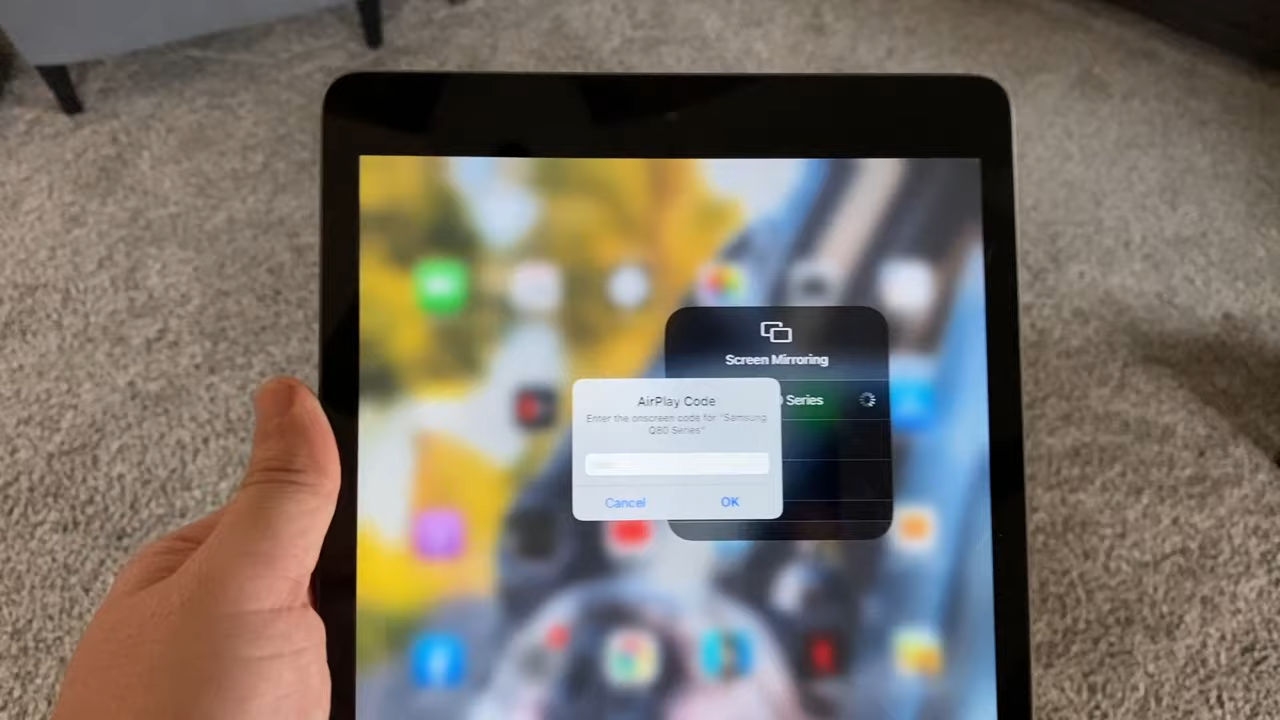 Screen Mirroring
AirPlay Code
Series
Enter the onscreen code for "Samsung
Q80 Series"
Cancel
OK